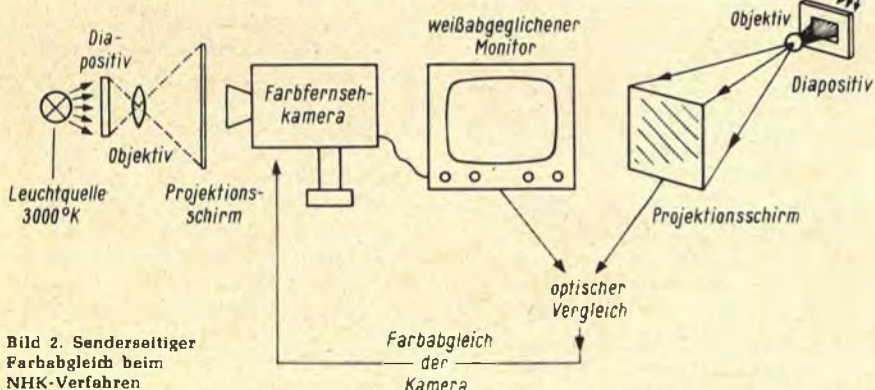 Dia-
positiv
Objektiv
Leuchtquelle
3000°K
Projektions-
schirm
Farbfernseh-
kamera
weißabgeglichener
Monitor
Objektiv
Diapositiv
Projektionsschirm
optischer
Vergleich
Farbabgleich
der
Kamera
Bild 2. Senderseitiger
Farbabgleich beim
NHK-Verfahren